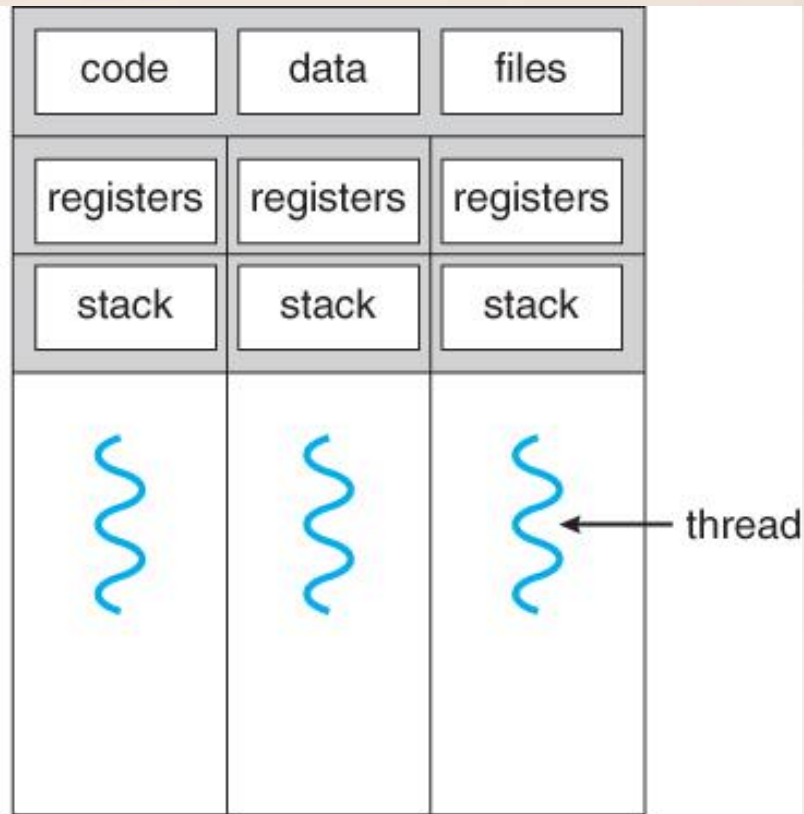 code data files
registers registers registers
stack stack stack
thread